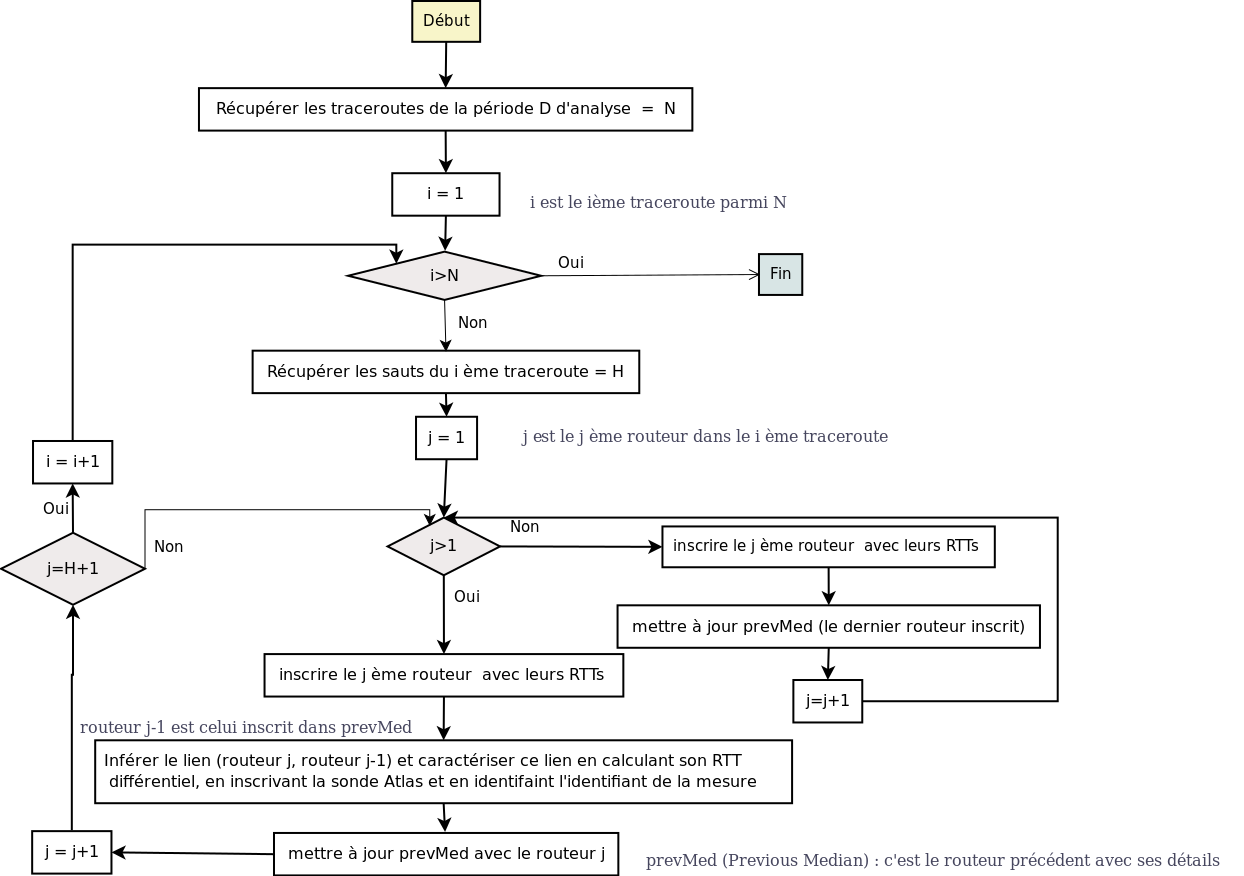 Début
Récupérer les traceroutes de la période D d'analyse = N
i = 1
i est le ième traceroute parmi N
i>N
Oui
Fin
Non
Récupérer les sauts du i ème traceroute = H
j = 1
j est le j ème routeur dans le i ème traceroute
i = i+1
Oui
j=H+1
Non
j>1
Non
inscrire le j ème routeur avec leurs RTTs
Oui
mettre à jour prevMed (le dernier routeur inscrit)
j=j+1
inscrire le j ème routeur avec leurs RTTs
routeur j-1 est celui inscrit dans prevMed
Inférer le lien (routeur j, routeur j-1) et caractériser ce lien en calculant son RTT
différentiel, en inscrivant la sonde Atlas et en identifaint l'identifiant de la mesure
j = j+1
mettre à jour prevMed avec le routeur j
prevMed (Previous Median) : c'est le routeur précédent avec ses détails